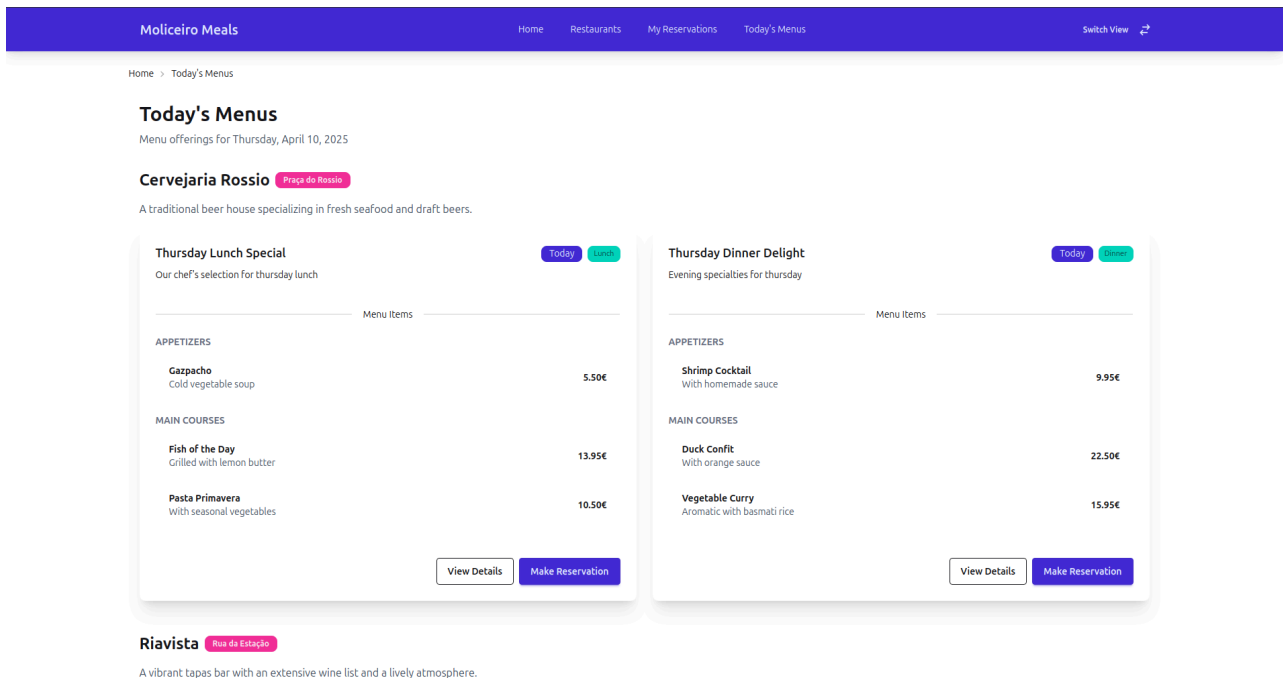 Moliceiro Meals
Home Restaurants My Reservations Today's Menus
Switch View
Home > Today's Menus
Today's Menus
Menu offerings for Thursday, April 10, 2025
Cervejaria Rossio Praça do Rossio
A traditional beer house specializing in fresh seafood and draft beers.
Thursday Lunch Special Today Lunch
Our chef's selection for thursday lunch
Menu Items
APPETIZERS
Gazpacho
Cold vegetable soup
5.50€
MAIN COURSES
Fish of the Day
Grilled with lemon butter
13.95€
Pasta Primavera
With seasonal vegetables
10.50€
View Details Make Reservation
Thursday Dinner Delight Today Dinner
Evening specialties for thursday
Menu Items
APPETIZERS
Shrimp Cocktail
With homemade sauce
9.95€
MAIN COURSES
Duck Confit
With orange sauce
22.50€
Vegetable Curry
Aromatic with basmati rice
15.95€
View Details Make Reservation
Riavista Rua da Estação
A vibrant tapas bar with an extensive wine list and a lively atmosphere.